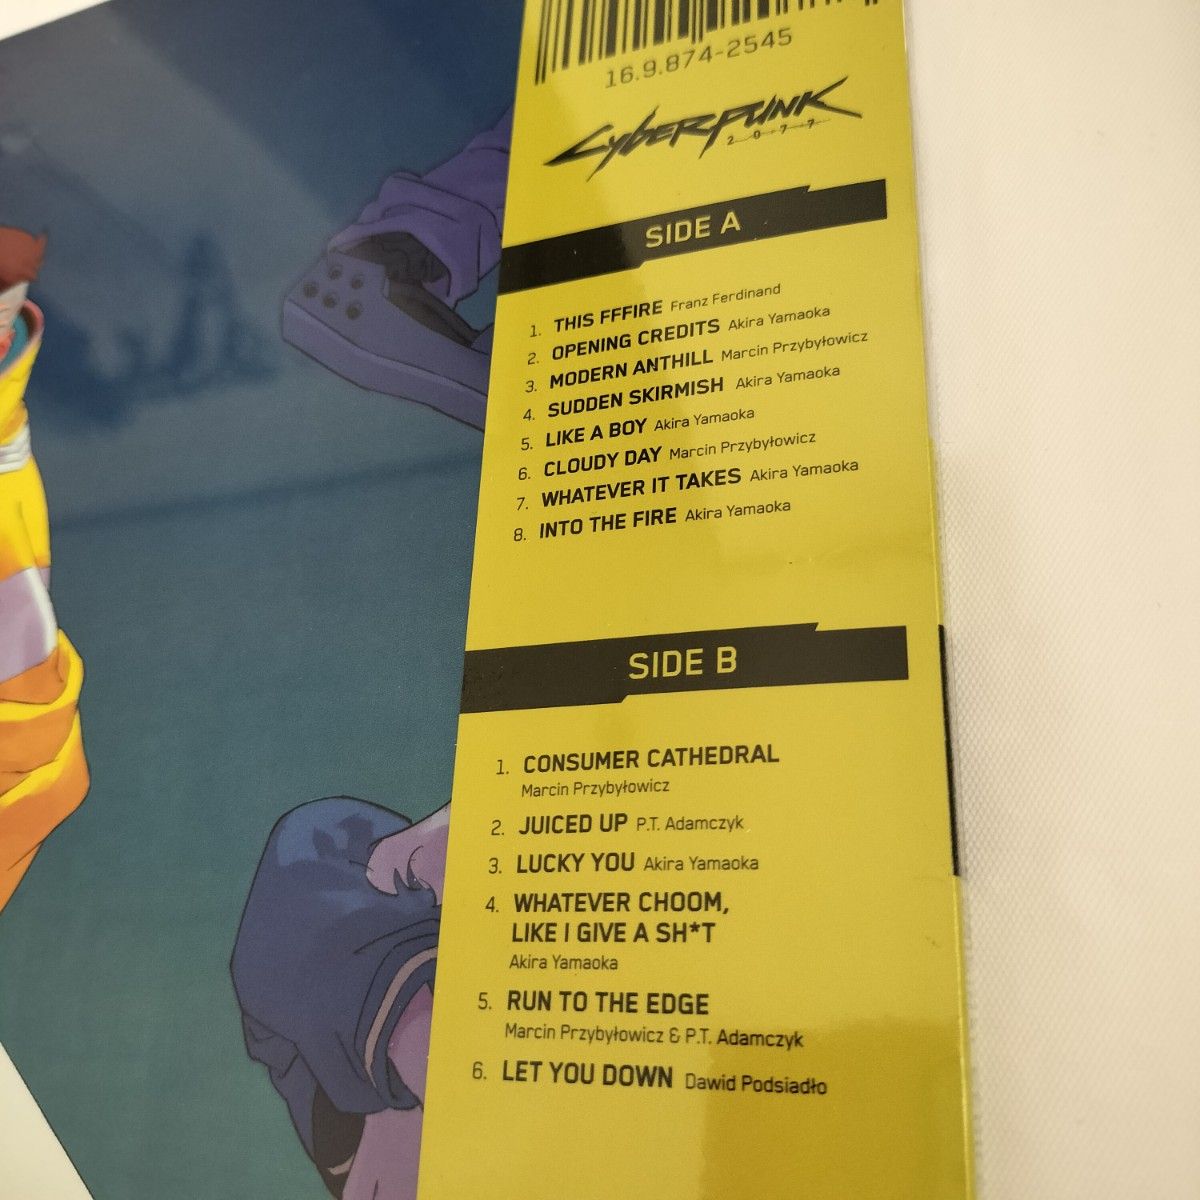 16.9.874-2545
Cyberpunk
2077
SIDE A
1. THIS FFFIRE Franz Ferdinand
2. OPENING CREDITS Akira Yamaoka
3. MODERN ANTHILL Marcin Przybyłowicz
4. SUDDEN SKIRMISH Akira Yamaoka
5. LIKE A BOY Akira Yamaoka
6. CLOUDY DAY Marcin Przybyłowicz
7. WHATEVER IT TAKES Akira Yamaoka
8. INTO THE FIRE Akira Yamaoka
SIDE B
1. CONSUMER CATHEDRAL
Marcin Przybyłowicz
2. JUICED UP P.T. Adamczyk
3. LUCKY YOU Akira Yamaoka
4. WHATEVER CHOOM,
LIKE I GIVE A SH*T
Akira Yamaoka
5. RUN TO THE EDGE
Marcin Przybyłowicz & P.T. Adamczyk
6. LET YOU DOWN Dawid Podsiadło